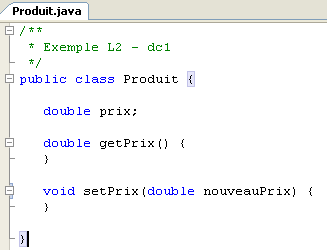 Produit.java
/**
 * Exemple L2 - dc1
 */
public class Produit {
double prix;
double getPrix() {
}
void setPrix(double nouveauPrix) {
}
}